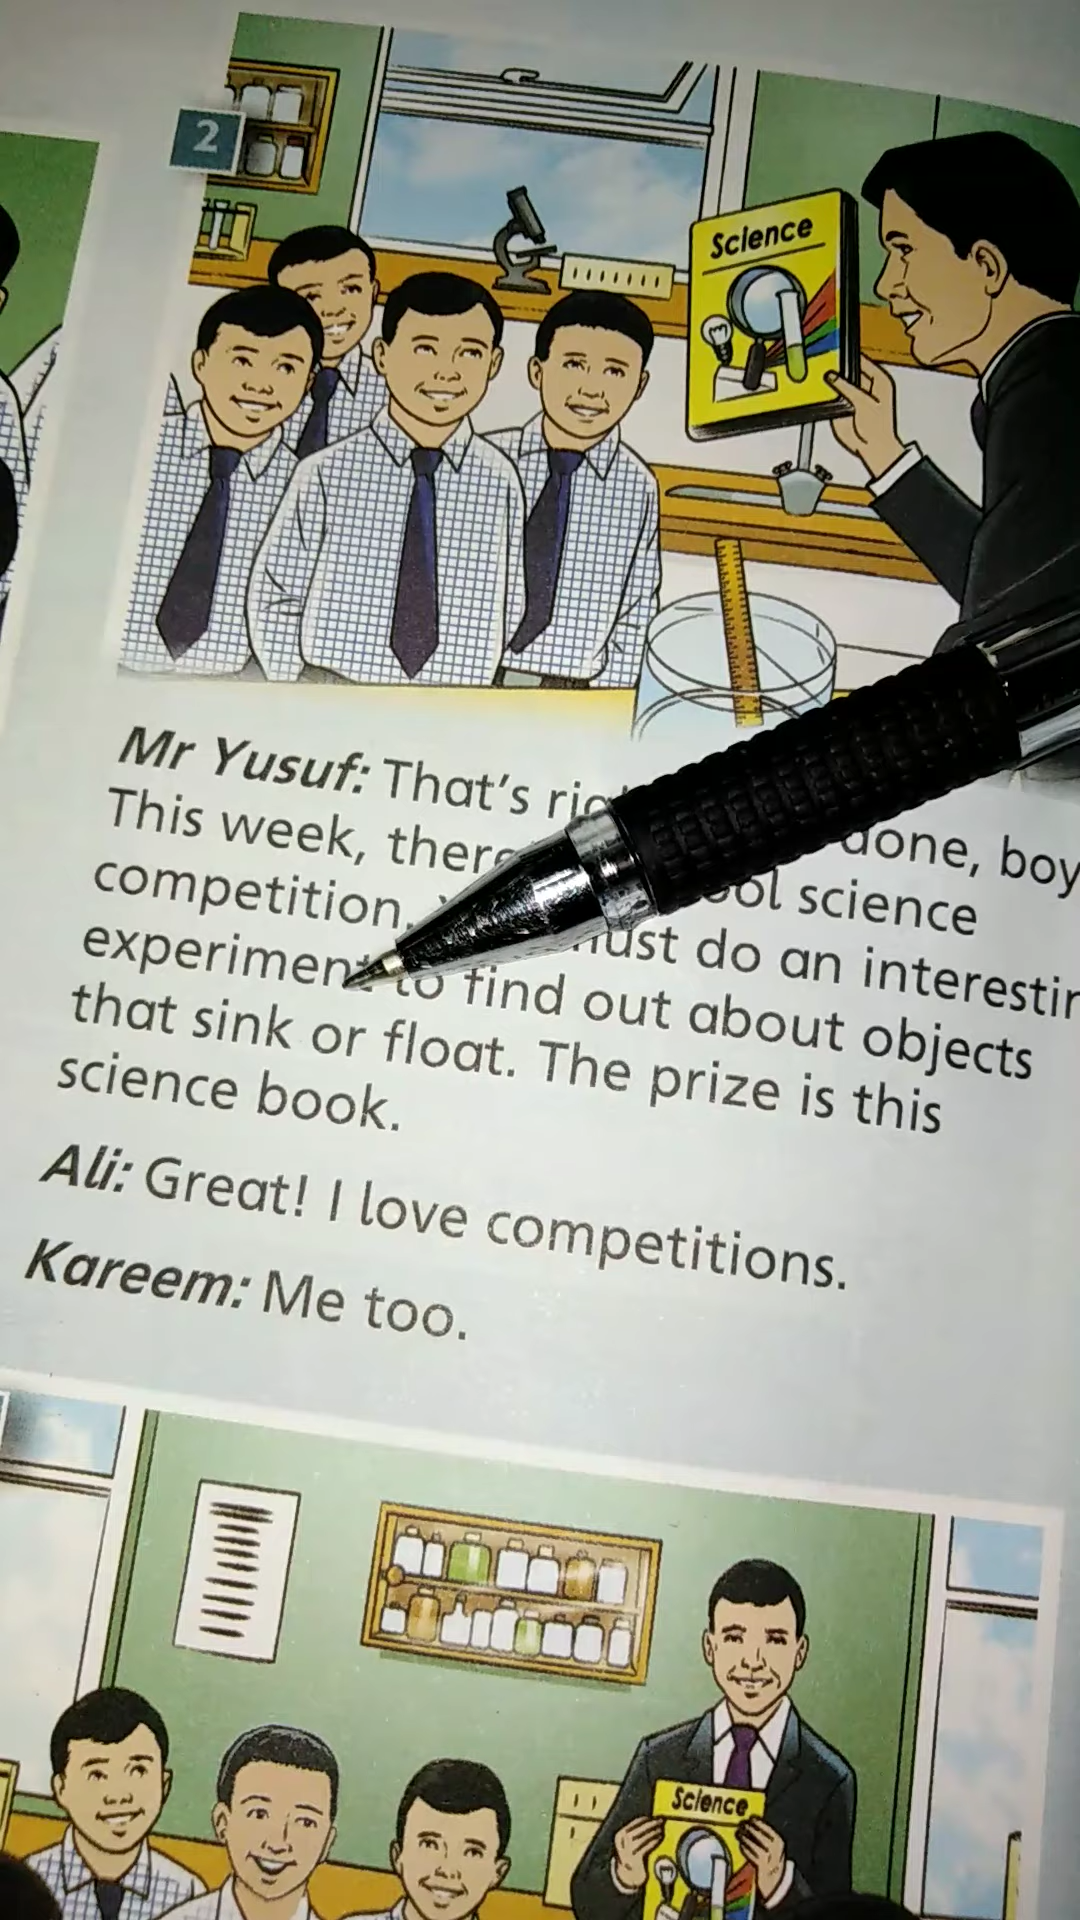 2
Science
Mr Yusuf: That's done, boy
This week, there science
competition. must do an interestin
experiment to find out about objects
that sink or float. The prize is this
science book.
Ali: Great! I love competitions.
Kareem: Me too.
Science